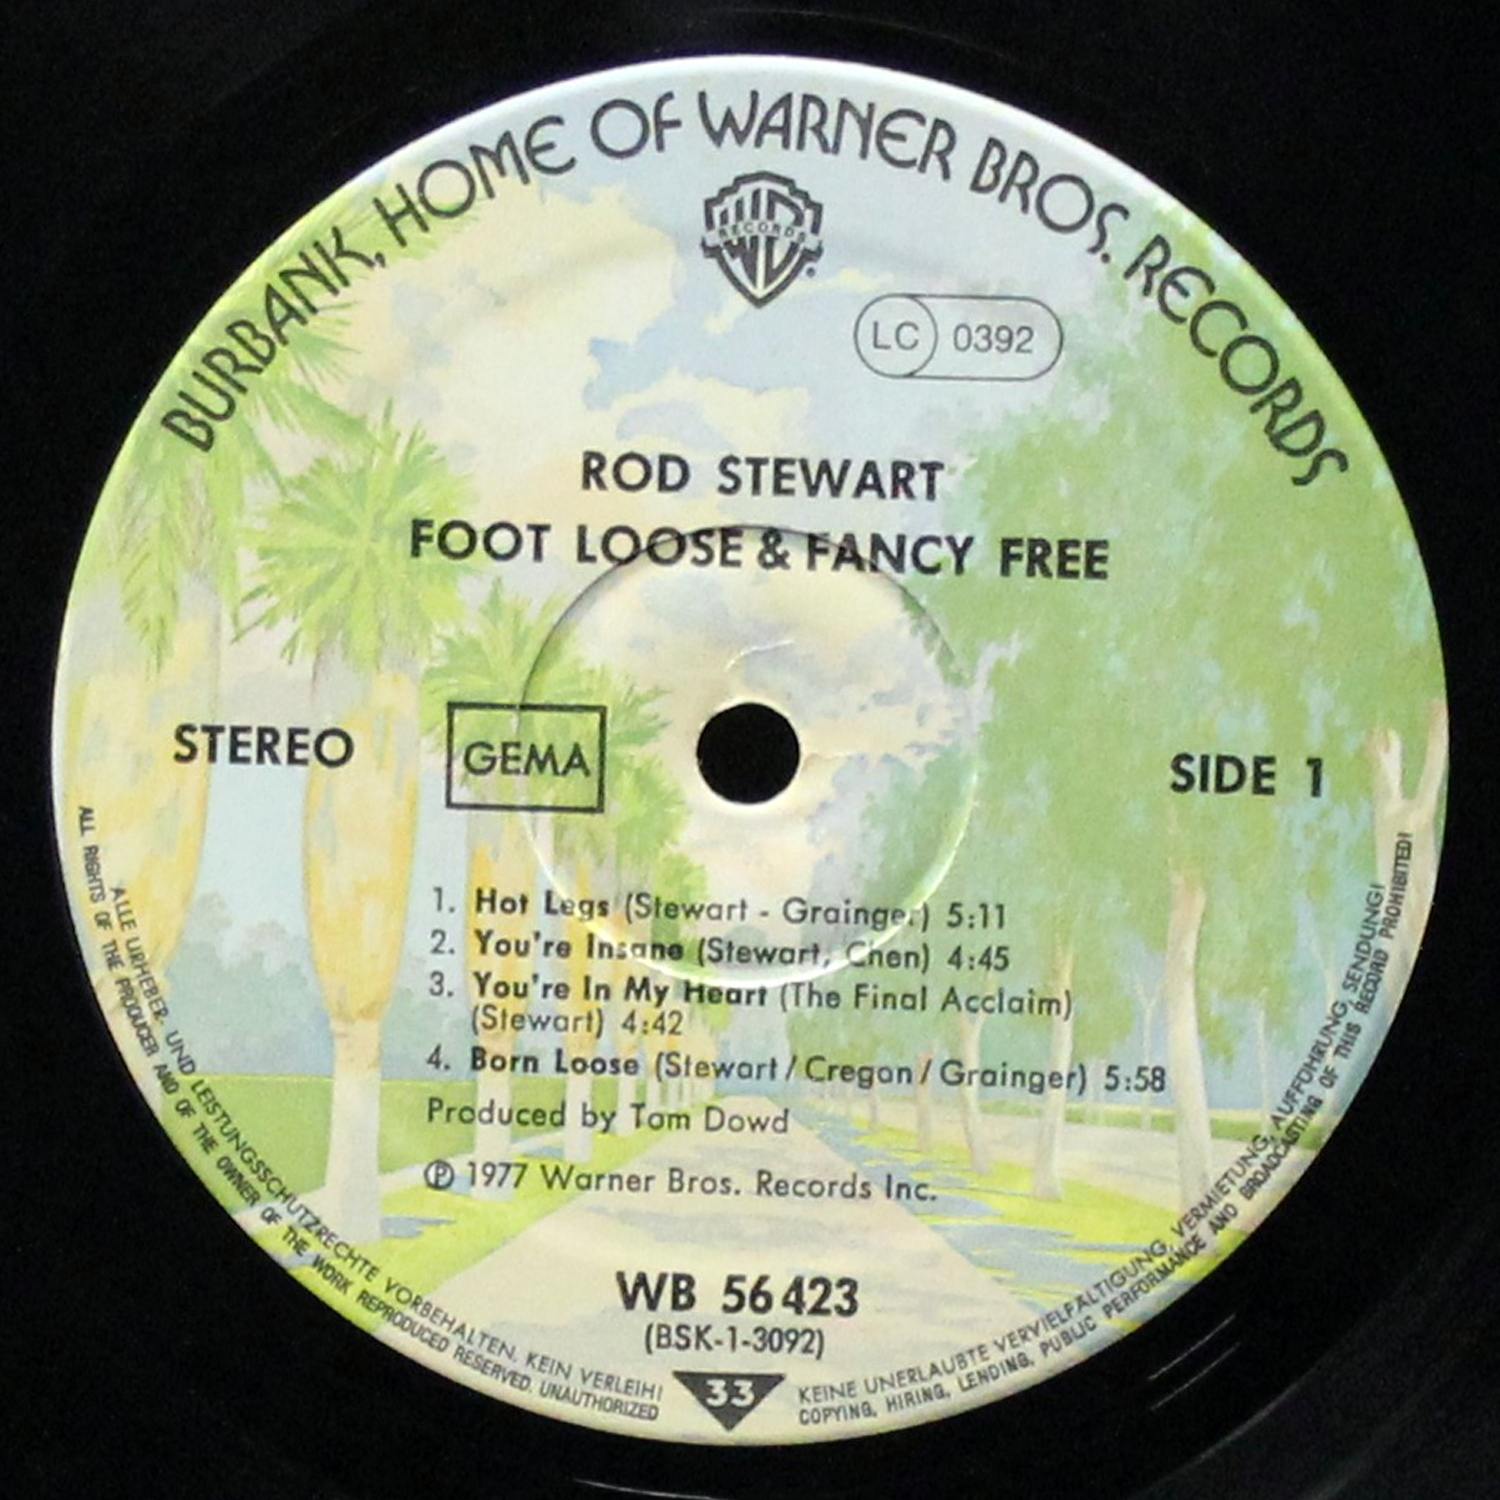 BURBANK, HOME OF WARNER BROS. RECORDS
WB
RECORDS
LC 0392
ROD STEWART
FOOT LOOSE & FANCY FREE
STEREO
GEMA
SIDE 1
1. Hot Legs (Stewart - Grainger) 5:11
2. You're Insane (Stewart, Chen) 4:45
3. You're In My Heart (The Final Acclaim)
(Stewart) 4:42
4. Born Loose (Stewart / Cregan / Grainger) 5:58
Produced by Tom Dowd
Ⓟ 1977 Warner Bros. Records Inc.
WB 56 423
(BSK-1-3092)
33
ALLE URHEBER- UND LEISTUNGSSCHUTZRECHTE VORBEHALTEN. KEIN VERLEIH! KEINE UNERLAUBTE VERVIELFÄLTIGUNG, VERMIETUNG, AUFFÜHRUNG, SENDUNG!
ALL RIGHTS OF THE PRODUCER AND OF THE OWNER OF THE WORK REPRODUCED RESERVED. UNAUTHORIZED COPYING, HIRING, LENDING, PUBLIC PERFORMANCE AND BROADCASTING OF THIS RECORD PROHIBITED!